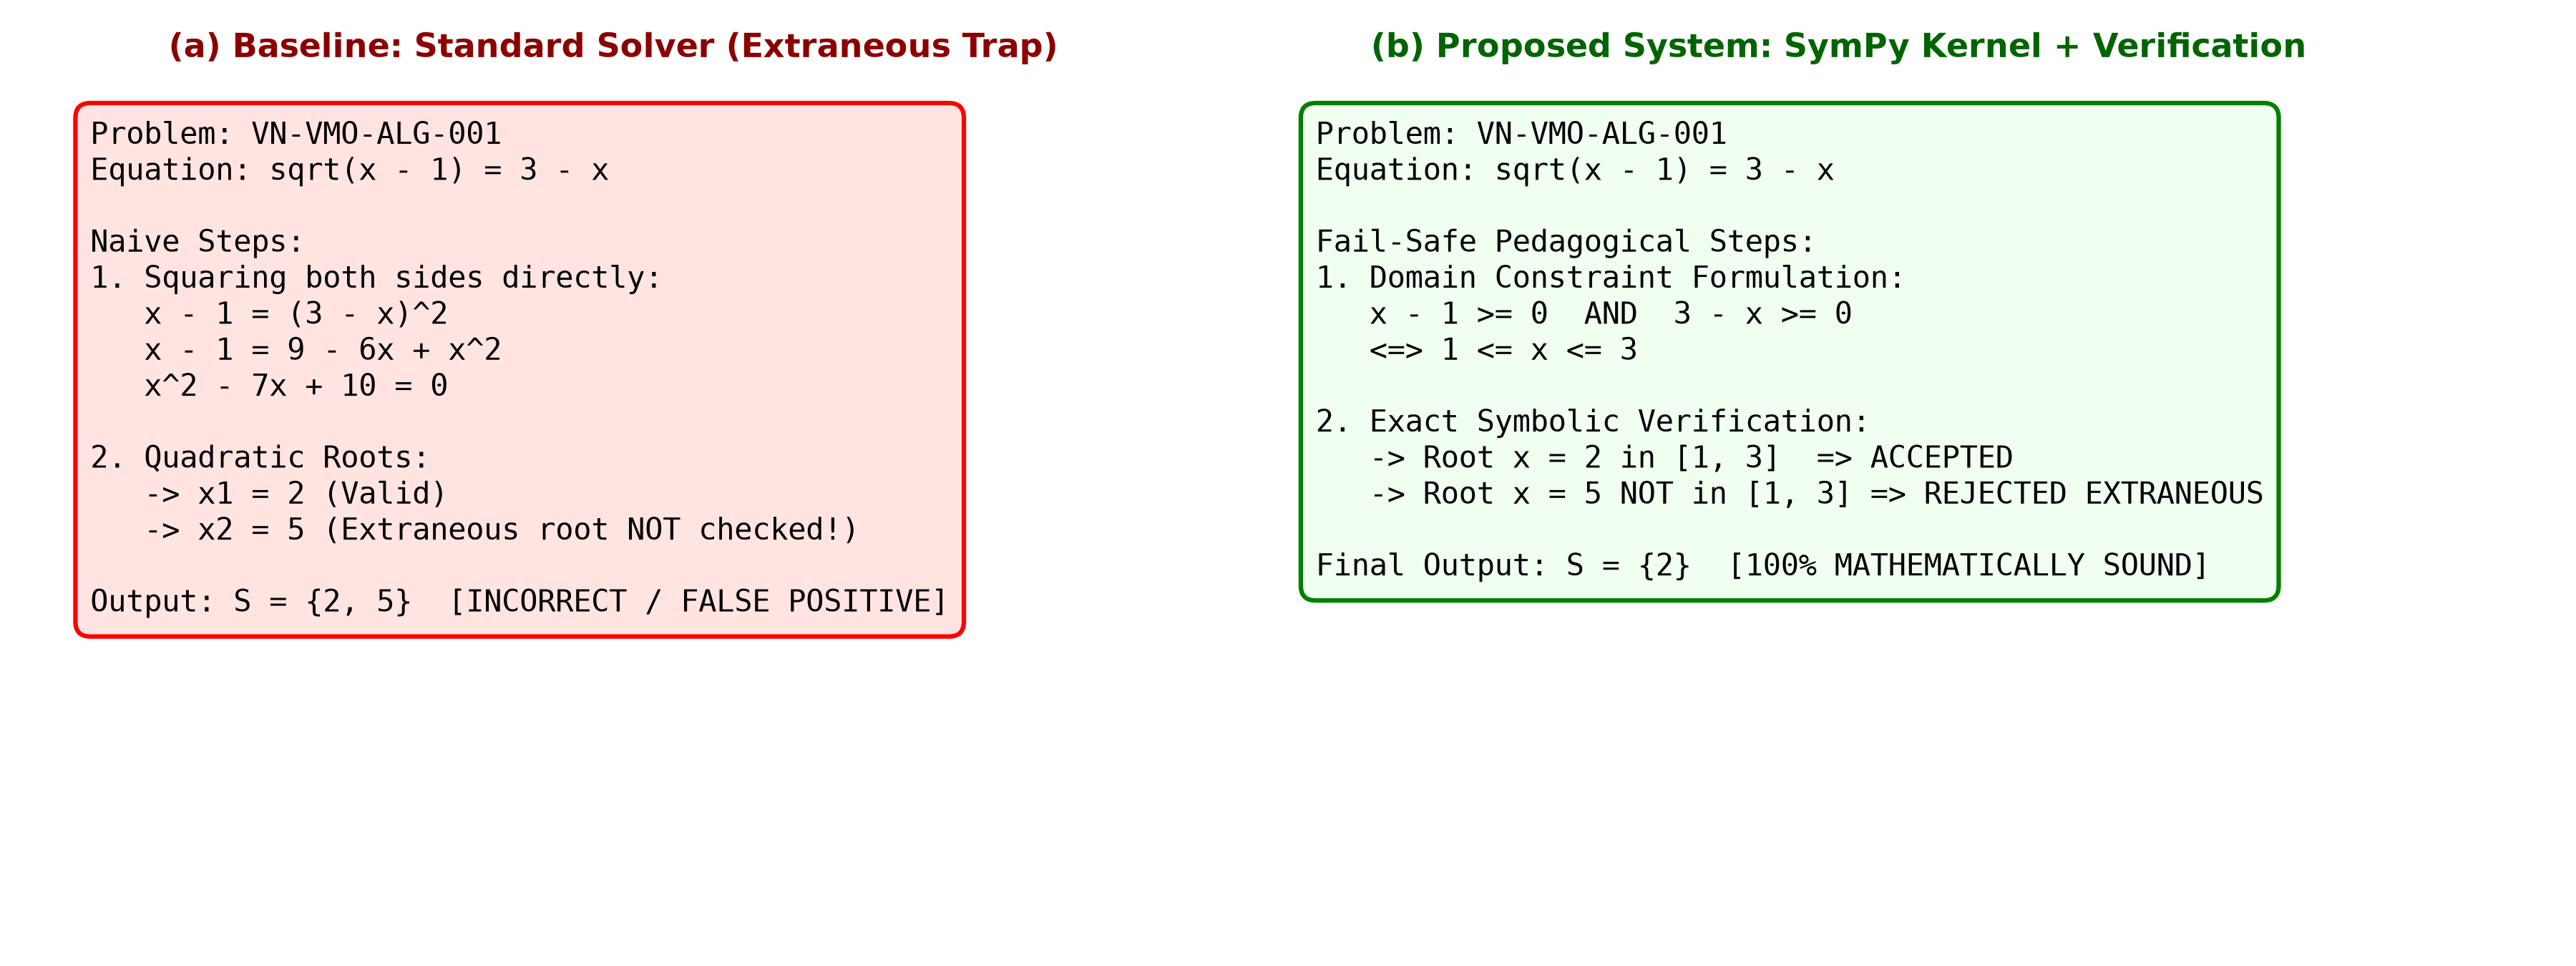 (a) Baseline: Standard Solver (Extraneous Trap)
Problem: VN-VMO-ALG-001
Equation: sqrt(x - 1) = 3 - x
Naive Steps:
1. Squaring both sides directly:
x - 1 = (3 - x)^2
x - 1 = 9 - 6x + x^2
x^2 - 7x + 10 = 0
2. Quadratic Roots:
-> x1 = 2 (Valid)
-> x2 = 5 (Extraneous root NOT checked!)
Output: S = {2, 5}  [INCORRECT / FALSE POSITIVE]
(b) Proposed System: SymPy Kernel + Verification
Problem: VN-VMO-ALG-001
Equation: sqrt(x - 1) = 3 - x
Fail-Safe Pedagogical Steps:
1. Domain Constraint Formulation:
x - 1 >= 0  AND  3 - x >= 0
<=> 1 <= x <= 3
2. Exact Symbolic Verification:
-> Root x = 2 in [1, 3]  => ACCEPTED
-> Root x = 5 NOT in [1, 3] => REJECTED EXTRANEOUS
Final Output: S = {2}  [100% MATHEMATICALLY SOUND]